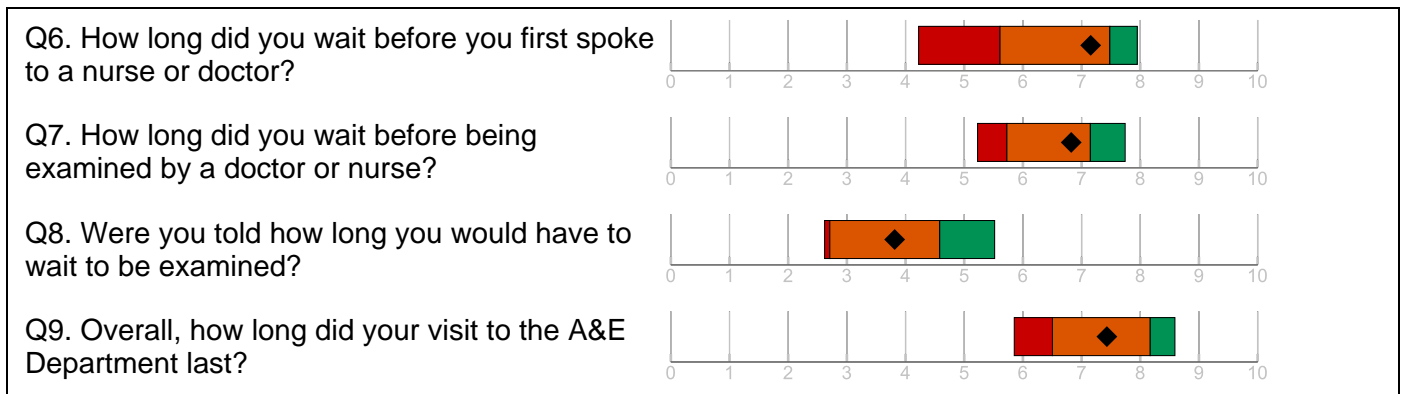 Q6. How long did you wait before you first spoke
to a nurse or doctor?
0 1 2 3 4 5 6 7 8 9 10
Q7. How long did you wait before being
examined by a doctor or nurse?
0 1 2 3 4 5 6 7 8 9 10
Q8. Were you told how long you would have to
wait to be examined?
0 1 2 3 4 5 6 7 8 9 10
Q9. Overall, how long did your visit to the A&E
Department last?
0 1 2 3 4 5 6 7 8 9 10